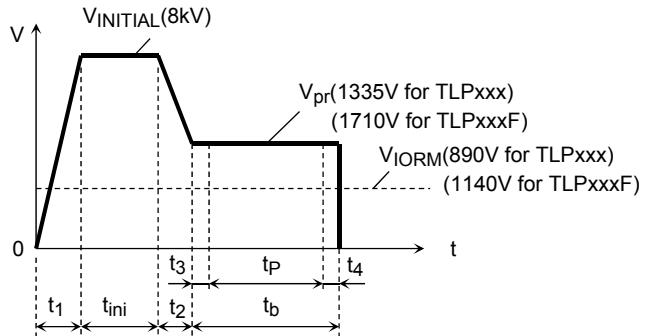 VINITIAL(8kV)
V
Vpr(1335V for TLPxxx)
(1710V for TLPxxxF)
VIORM(890V for TLPxxx)
(1140V for TLPxxxF)
0
t
t3
tP
t4
t1
tini
t2
tb